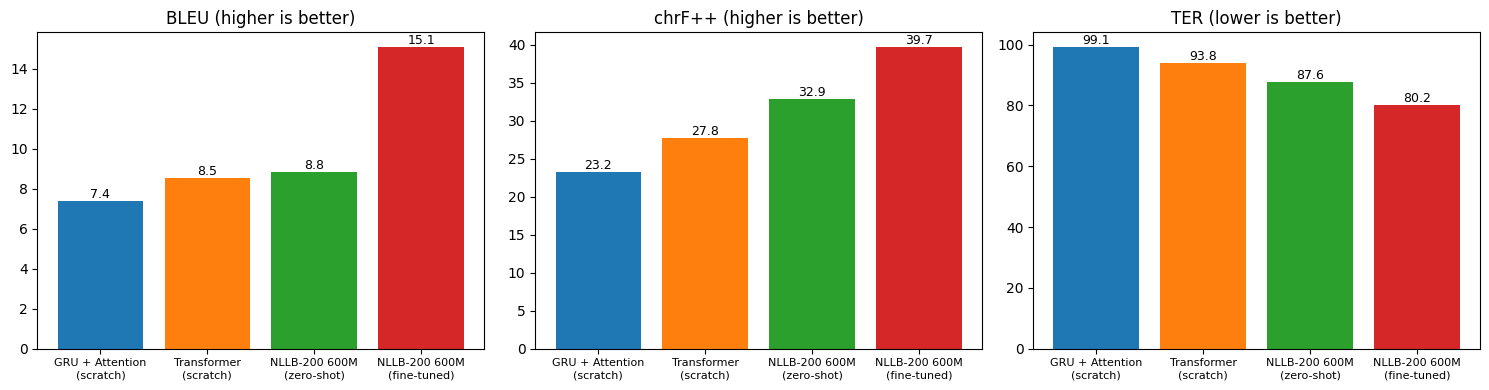 BLEU (higher is better)
14
12
10
8
6
4
2
0
7.4
8.5
8.8
15.1
GRU + Attention
(scratch)
Transformer
(scratch)
NLLB-200 600M
(zero-shot)
NLLB-200 600M
(fine-tuned)
chrF++ (higher is better)
40
35
30
25
20
15
10
5
0
23.2
27.8
32.9
39.7
GRU + Attention
(scratch)
Transformer
(scratch)
NLLB-200 600M
(zero-shot)
NLLB-200 600M
(fine-tuned)
TER (lower is better)
100
80
60
40
20
0
99.1
93.8
87.6
80.2
GRU + Attention
(scratch)
Transformer
(scratch)
NLLB-200 600M
(zero-shot)
NLLB-200 600M
(fine-tuned)